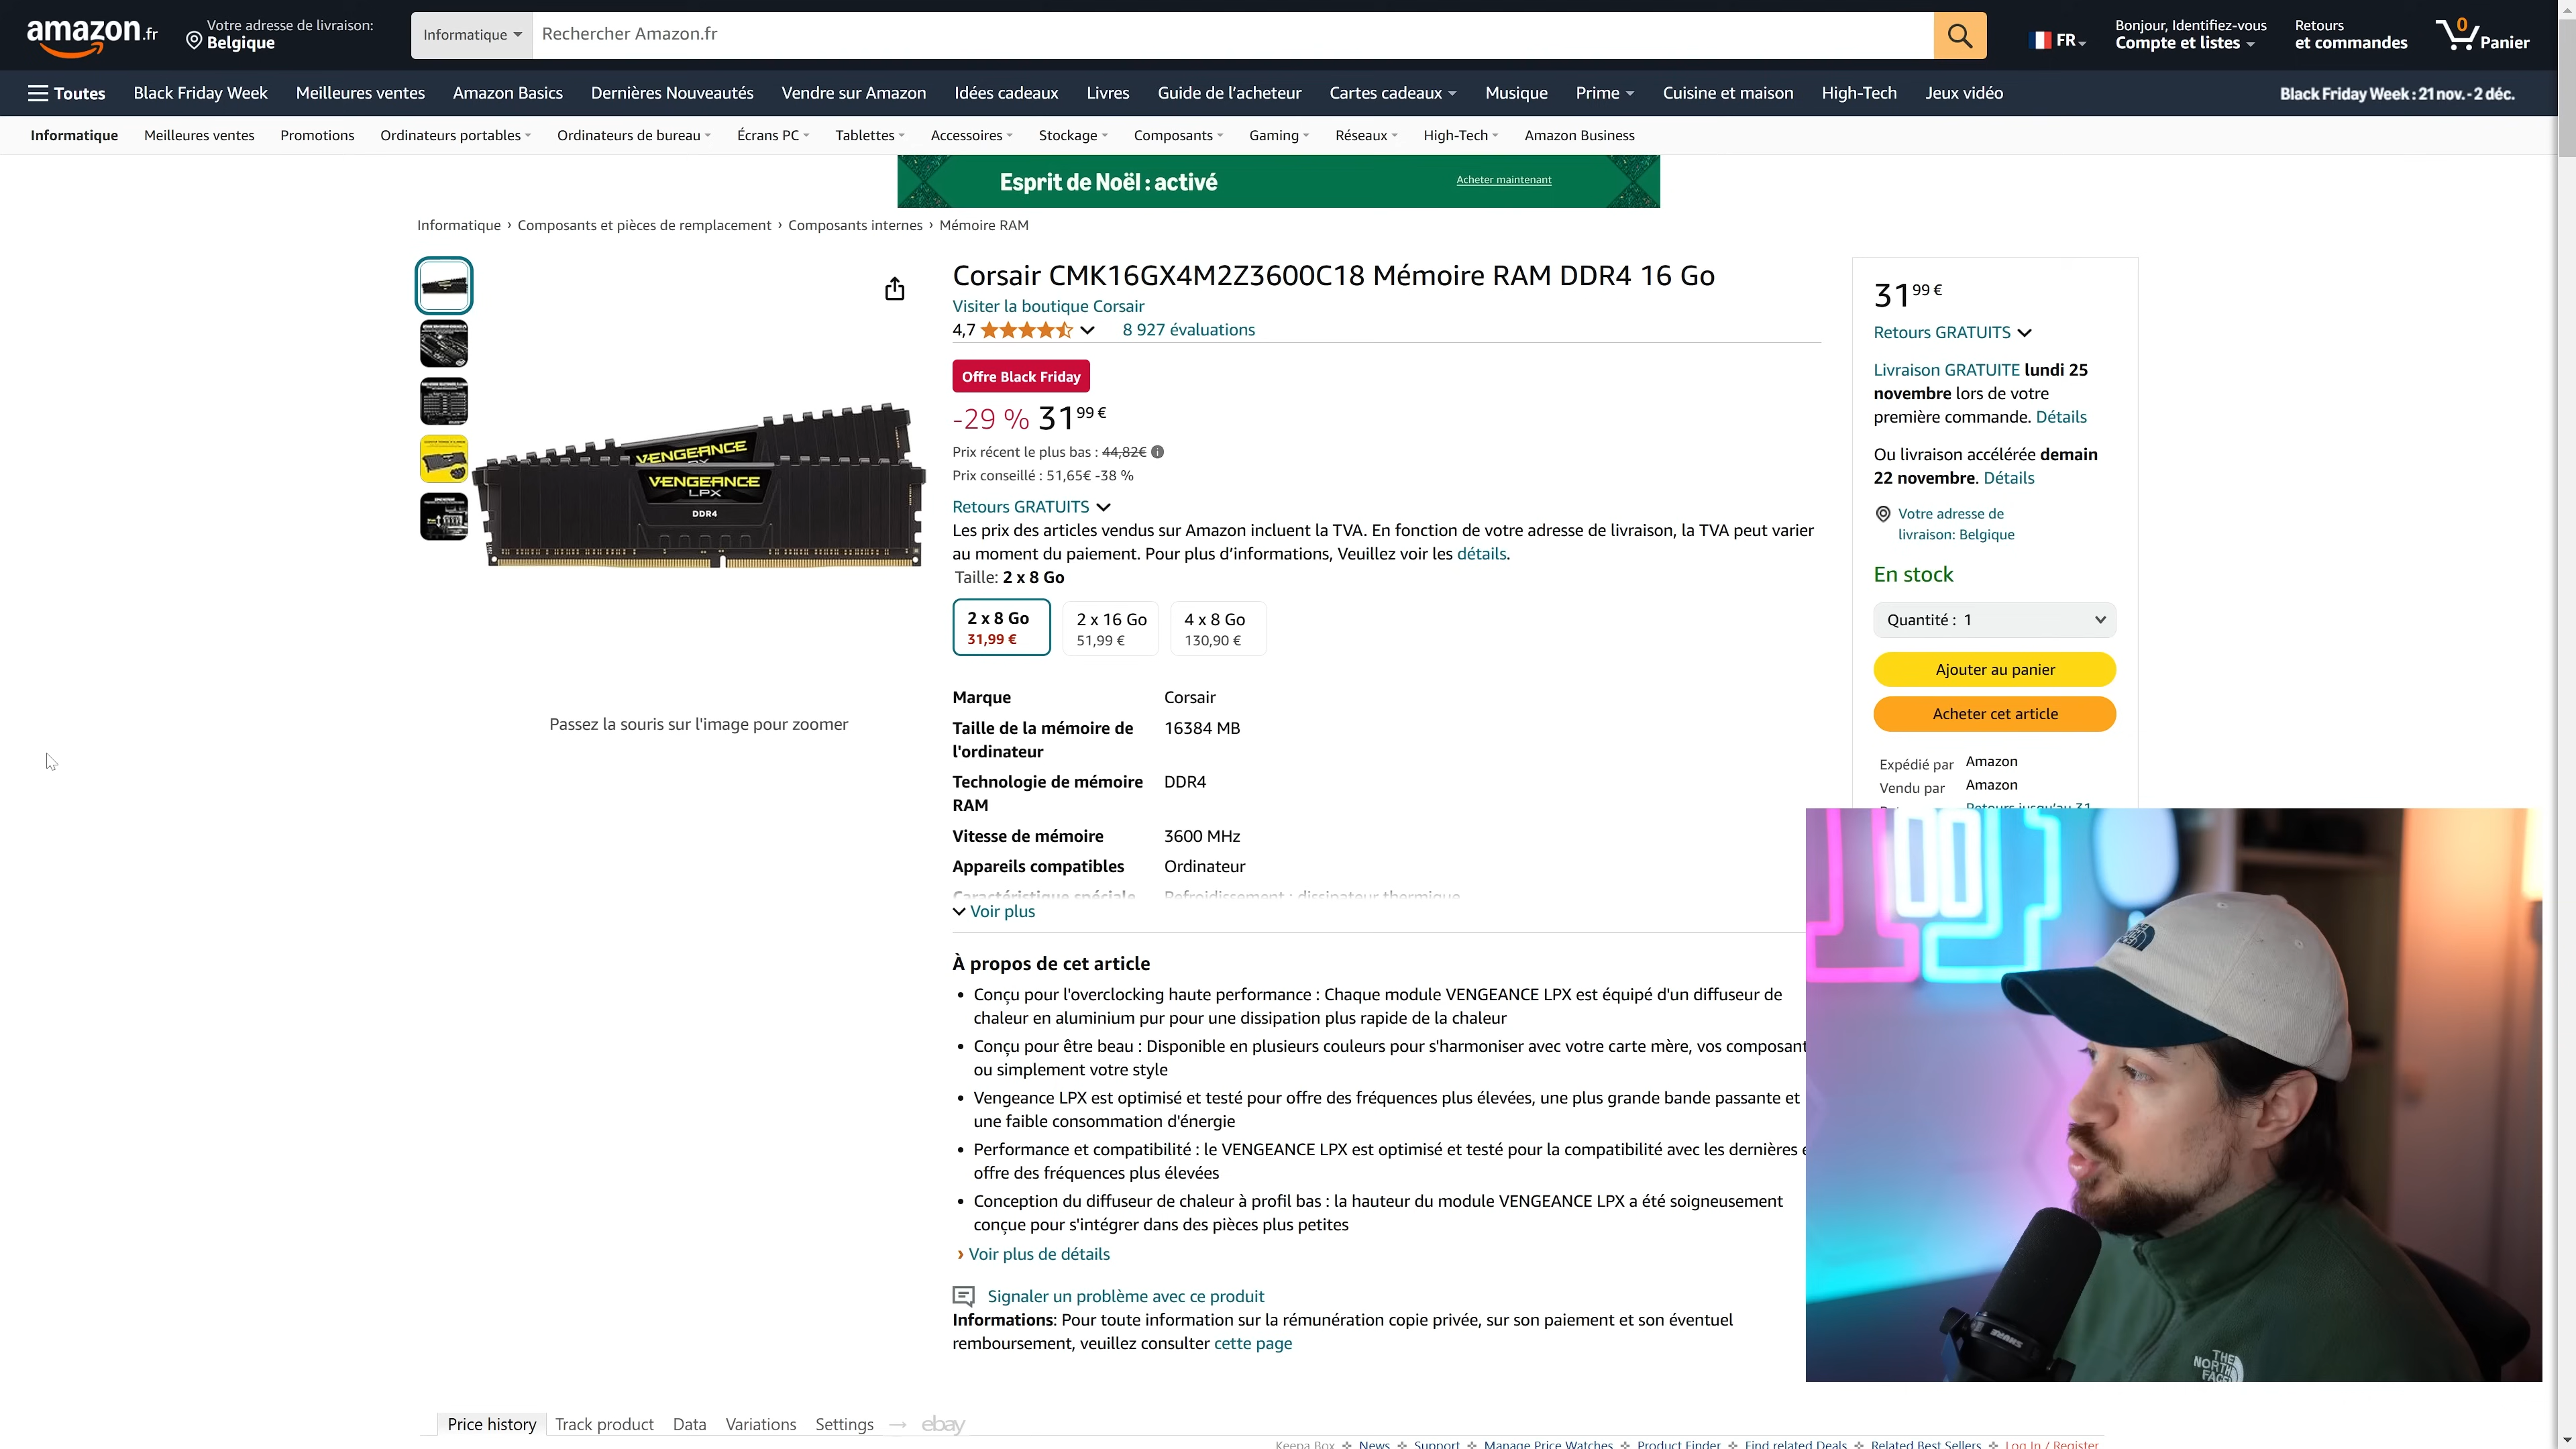 amazon.fr
Votre adresse de livraison:
Belgique
Informatique
Rechercher Amazon.fr
FR
Bonjour, Identifiez-vous
Compte et listes
Retours
et commandes
0
Panier
Toutes
Black Friday Week
Meilleures ventes
Amazon Basics
Dernières Nouveautés
Vendre sur Amazon
Idées cadeaux
Livres
Guide de l’acheteur
Cartes cadeaux
Musique
Prime
Cuisine et maison
High-Tech
Jeux vidéo
Black Friday Week : 21 nov. - 2 déc.
Informatique
Meilleures ventes
Promotions
Ordinateurs portables
Ordinateurs de bureau
Écrans PC
Tablettes
Accessoires
Stockage
Composants
Gaming
Réseaux
High-Tech
Amazon Business
Esprit de Noël : activé
Acheter maintenant
Informatique › Composants et pièces de remplacement › Composants internes › Mémoire RAM
VENGEANCE
VENGEANCE
LPX
DDR4
Passez la souris sur l'image pour zoomer
Corsair CMK16GX4M2Z3600C18 Mémoire RAM DDR4 16 Go
Visiter la boutique Corsair
4,7
8 927 évaluations
Offre Black Friday
-29 % 31 99 €
Prix récent le plus bas : 44,82€
Prix conseillé : 51,65€ -38 %
Retours GRATUITS
Les prix des articles vendus sur Amazon incluent la TVA. En fonction de votre adresse de livraison, la TVA peut varier
au moment du paiement. Pour plus d’informations, Veuillez voir les détails.
Taille: 2 x 8 Go
2 x 8 Go
31,99 €
2 x 16 Go
51,99 €
4 x 8 Go
130,90 €
Marque Corsair
Taille de la mémoire de
l'ordinateur
16384 MB
Technologie de mémoire
RAM
DDR4
Vitesse de mémoire 3600 MHz
Appareils compatibles Ordinateur
Caractéristique spéciale Refroidissement : dissipateur thermique
Voir plus
À propos de cet article
Conçu pour l'overclocking haute performance : Chaque module VENGEANCE LPX est équipé d'un diffuseur de
chaleur en aluminium pur pour une dissipation plus rapide de la chaleur
Conçu pour être beau : Disponible en plusieurs couleurs pour s'harmoniser avec votre carte mère, vos composant
ou simplement votre style
Vengeance LPX est optimisé et testé pour offre des fréquences plus élevées, une plus grande bande passante et
une faible consommation d'énergie
Performance et compatibilité : le VENGEANCE LPX est optimisé et testé pour la compatibilité avec les dernières
offre des fréquences plus élevées
Conception du diffuseur de chaleur à profil bas : la hauteur du module VENGEANCE LPX a été soigneusement
conçue pour s'intégrer dans des pièces plus petites
› Voir plus de détails
Signaler un problème avec ce produit
Informations: Pour toute information sur la rémunération copie privée, sur son paiement et son éventuel
remboursement, veuillez consulter cette page
31 99 €
Retours GRATUITS
Livraison GRATUITE lundi 25
novembre lors de votre
première commande. Détails
Ou livraison accélérée demain
22 novembre. Détails
Votre adresse de
livraison: Belgique
En stock
Quantité : 1
Ajouter au panier
Acheter cet article
Expédié par Amazon
Vendu par Amazon
Retours jusqu’au 31
SHURE
THE
NORTH
FACE
Price history
Track product
Data
Variations
Settings
→
ebay
Keepa Box
News
Support
Manage Price Watches
Product Finder
Find related Deals
Related Best Sellers
Log In / Register